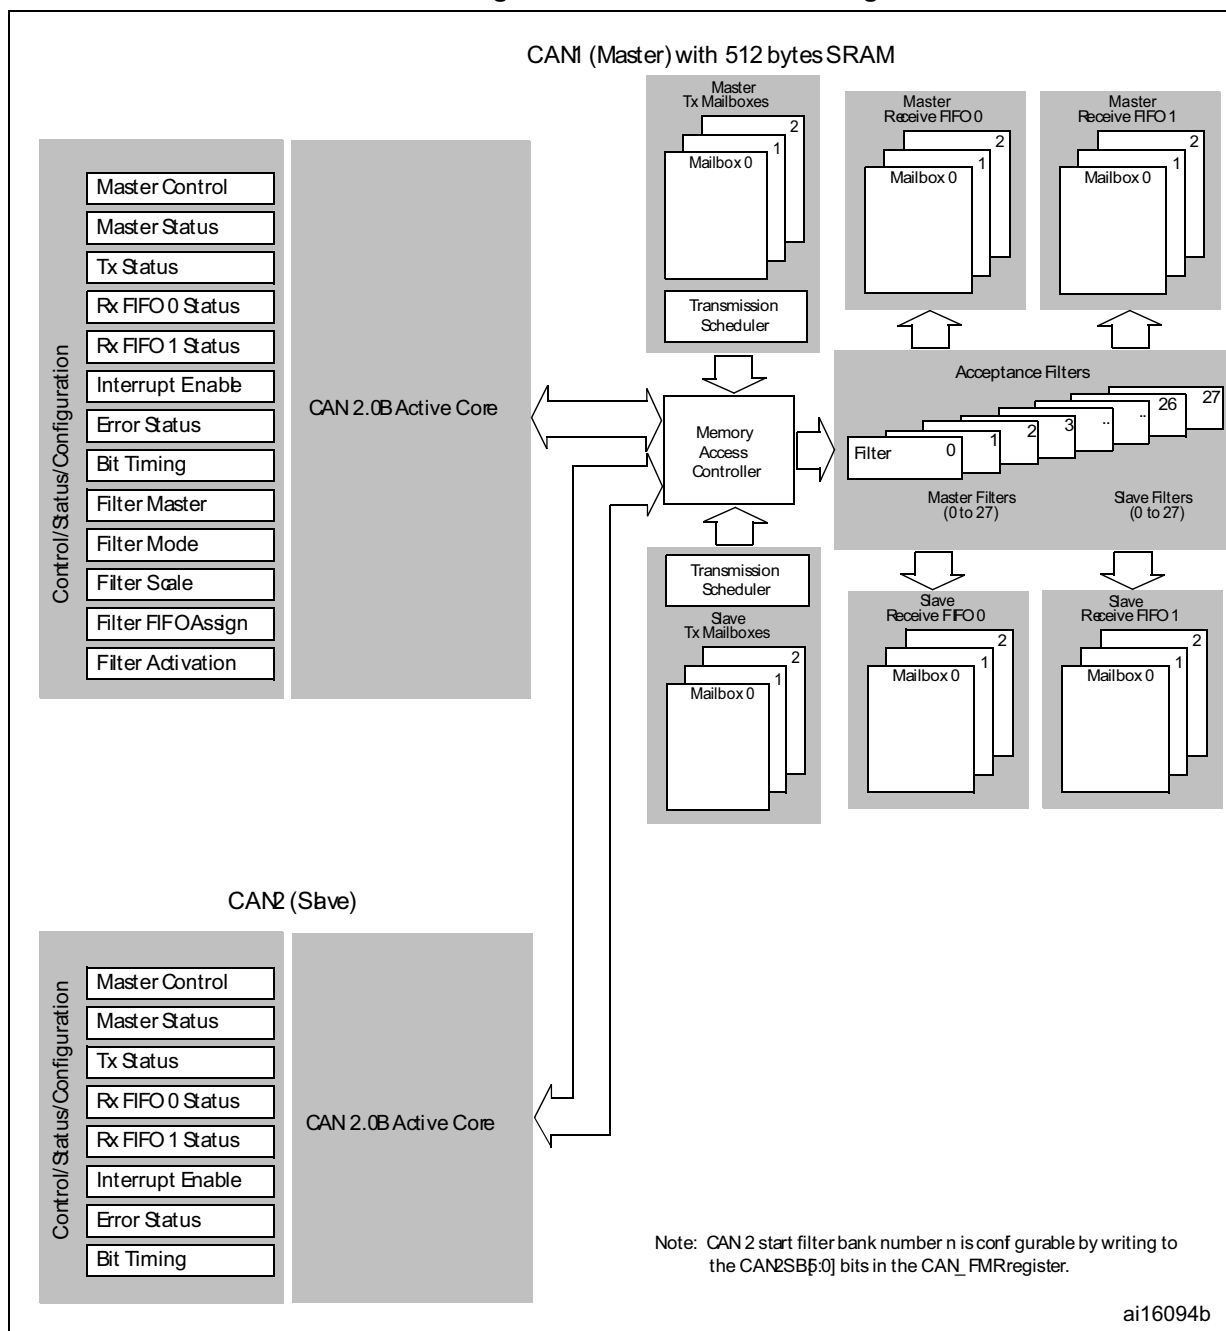 CAN1 (Master) with 512 bytes SRAM
Master
Tx Mailboxes
2
1
Mailbox 0
Transmission
Scheduler
Master
Receive FIFO 0
2
1
Mailbox 0
Master
Receive FIFO 1
2
1
Mailbox 0
Control/Status/Configuration
Master Control
Master Status
Tx Status
Rx FIFO 0 Status
Rx FIFO 1 Status
Interrupt Enable
Error Status
Bit Timing
Filter Master
Filter Mode
Filter Scale
Filter FIFO Assign
Filter Activation
CAN 2.0B Active Core
Memory
Access
Controller
Acceptance Filters
Filter 0
1
2
3
..
..
26
27
Master Filters
(0 to 27)
Slave Filters
(0 to 27)
Transmission
Scheduler
Slave
Tx Mailboxes
2
1
Mailbox 0
Slave
Receive FIFO 0
2
1
Mailbox 0
Slave
Receive FIFO 1
2
1
Mailbox 0
CAN2 (Slave)
Control/Status/Configuration
Master Control
Master Status
Tx Status
Rx FIFO 0 Status
Rx FIFO 1 Status
Interrupt Enable
Error Status
Bit Timing
CAN 2.0B Active Core
Note: CAN 2 start filter bank number n is conf gurable by writing to
the CAN2SB[5:0] bits in the CAN_FMR register.
ai16094b